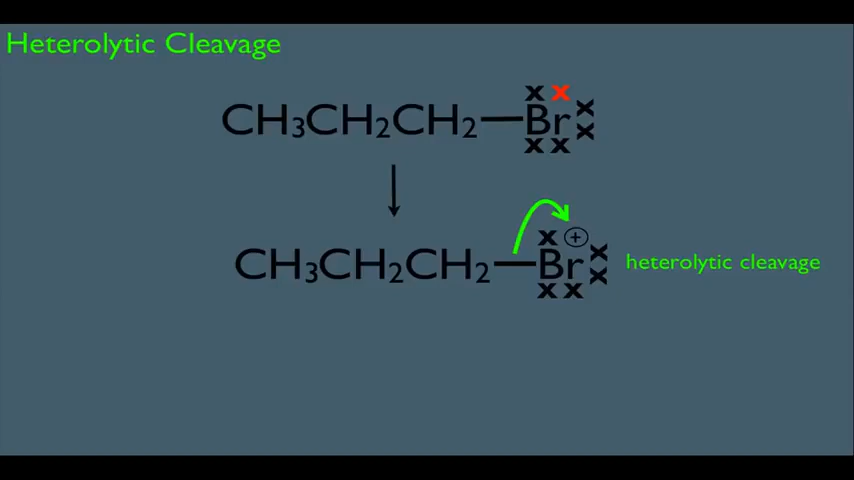 Heterolytic Cleavage
x x
CH₃CH₂CH₂—Br x
x
x x
x ⊕
CH₃CH₂CH₂—Br x heterolytic cleavage
x
x x